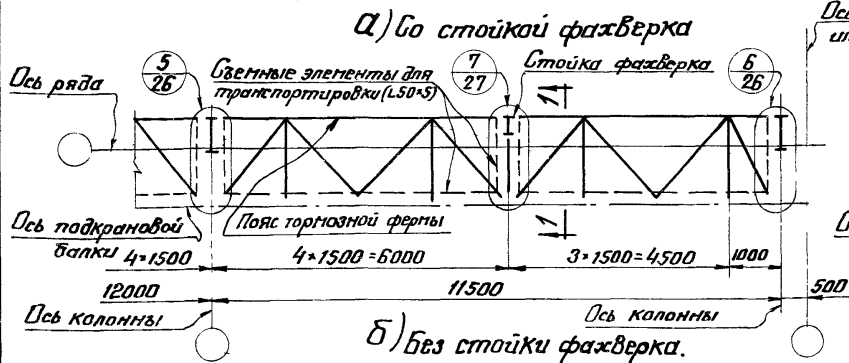 а) Со стойкой фахверка
Ось
Ось ряда
5
26
Съемные элементы для
транспортировки (L50×5)
7
27
Стойка фахверка
6
26
1
1
Ось подкрановой
балки
Пояс тормозной фермы
4×1500
4×1500=6000
3×1500=4500
1000
12000
11500
500
Ось колонны
Ось колонны
б) Без стойки фахверка.